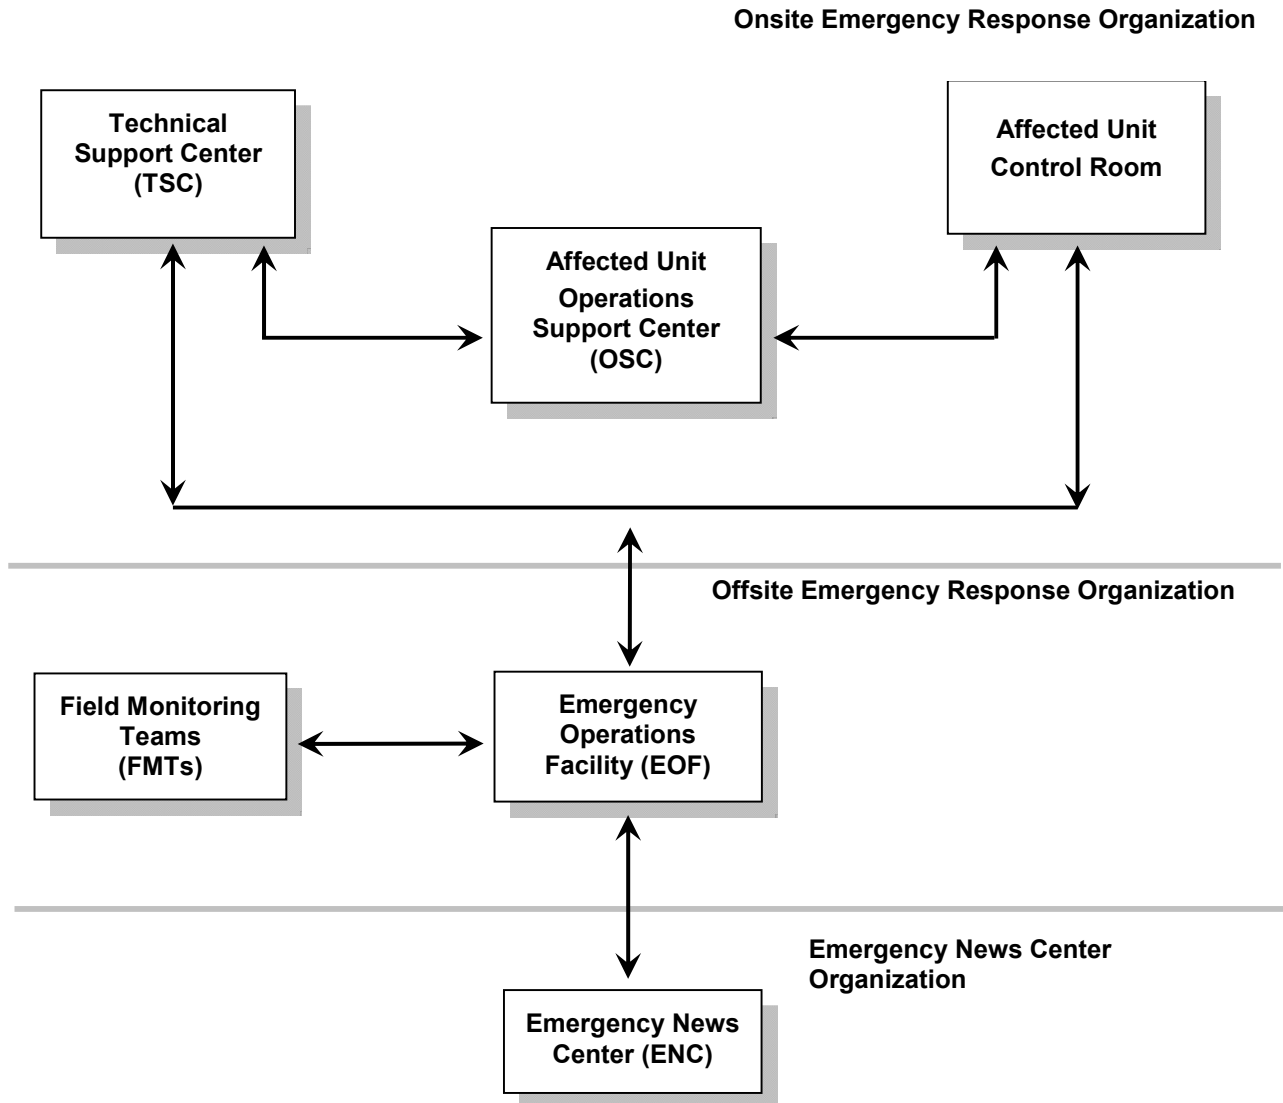 Onsite Emergency Response Organization
Technical
Support Center
(TSC)
Affected Unit
Control Room
Affected Unit
Operations
Support Center
(OSC)
Offsite Emergency Response Organization
Field Monitoring
Teams
(FMTs)
Emergency
Operations
Facility (EOF)
Emergency News Center
Organization
Emergency News
Center (ENC)